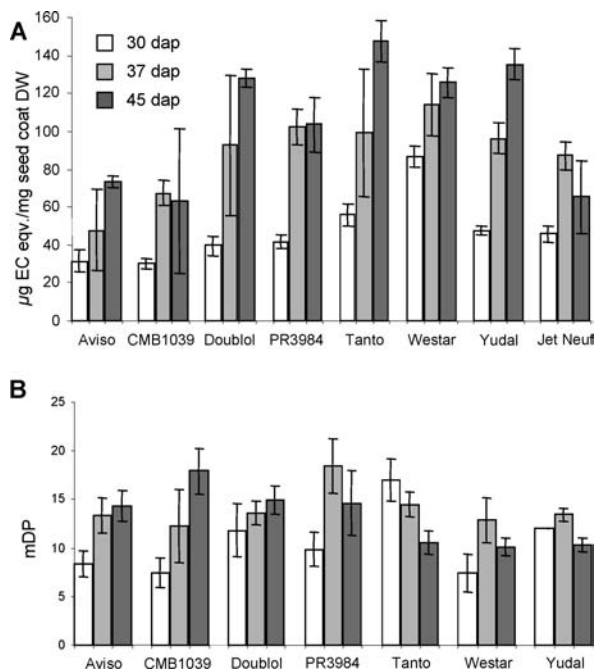 A
160
140
120
100
80
60
40
20
0
µg EC eqv./mg seed coat DW
30 dap
37 dap
45 dap
Aviso CMB1039 Doublol PR3984 Tanto Westar Yudal Jet Neuf
B
25
20
15
10
5
0
mDP
Aviso CMB1039 Doublol PR3984 Tanto Westar Yudal